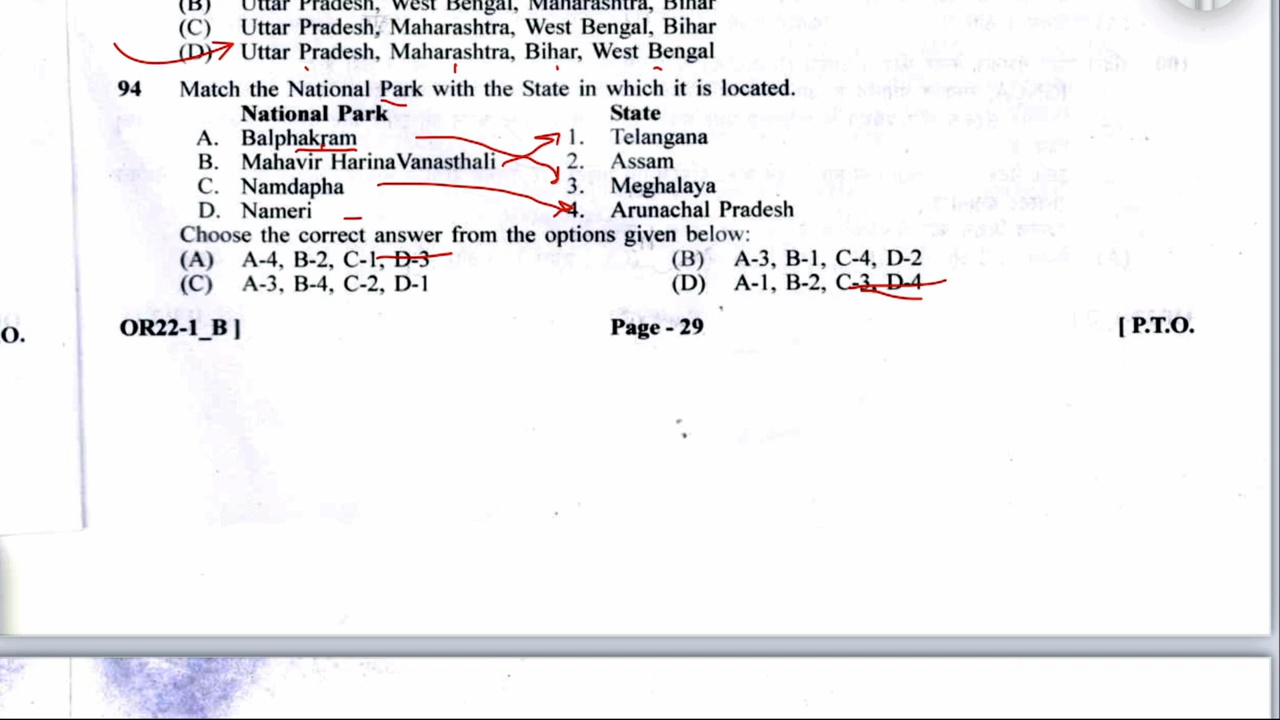 (B) Uttar Pradesh, West Bengal, Maharashtra, Bihar
(C) Uttar Pradesh, Maharashtra, West Bengal, Bihar
(D) Uttar Pradesh, Maharashtra, Bihar, West Bengal
94 Match the National Park with the State in which it is located.
National Park State
A. Balphakram 1. Telangana
B. Mahavir HarinaVanasthali 2. Assam
C. Namdapha 3. Meghalaya
D. Nameri 4. Arunachal Pradesh
Choose the correct answer from the options given below:
(A) A-4, B-2, C-1, D-3 (B) A-3, B-1, C-4, D-2
(C) A-3, B-4, C-2, D-1 (D) A-1, B-2, C-3, D-4
O. OR22-1_B ] Page - 29 [ P.T.O.